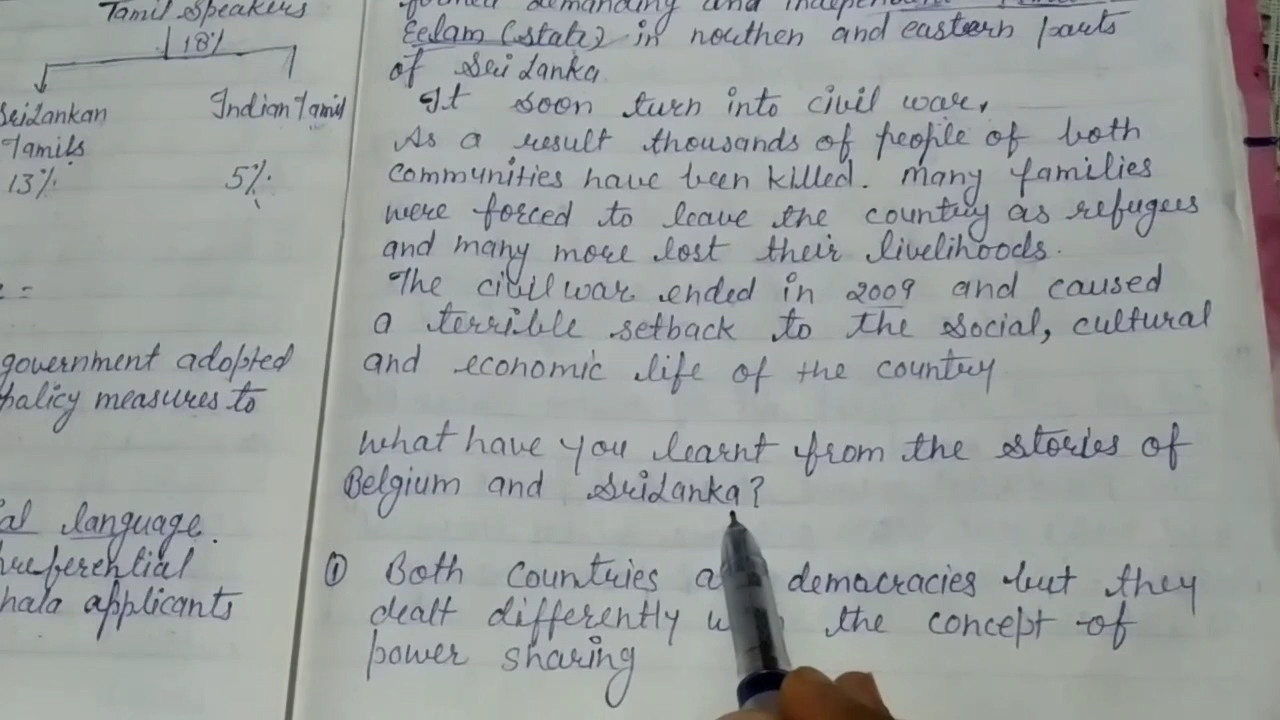 Tamil Speakers
18%
SriLankan
Tamils
13%
Indian Tamil
5%
government adopted
policy measures to
language.
preferential
applicants
demanding and
Eelam (state) in nouthen and eastern parts
of Sri Lanka
It soon turn into civil war,
As a result thousands of people of both
communities have been killed. Many families
were forced to leave the country as refugees
and many more lost their livelihoods.
The civil war ended in 2009 and caused
a terrible setback to the social, cultural
and economic life of the country
What have you learnt from the stories of
Belgium and SriLanka?
① Both Countries demacracies but they
dealt differently the concept of
power sharing